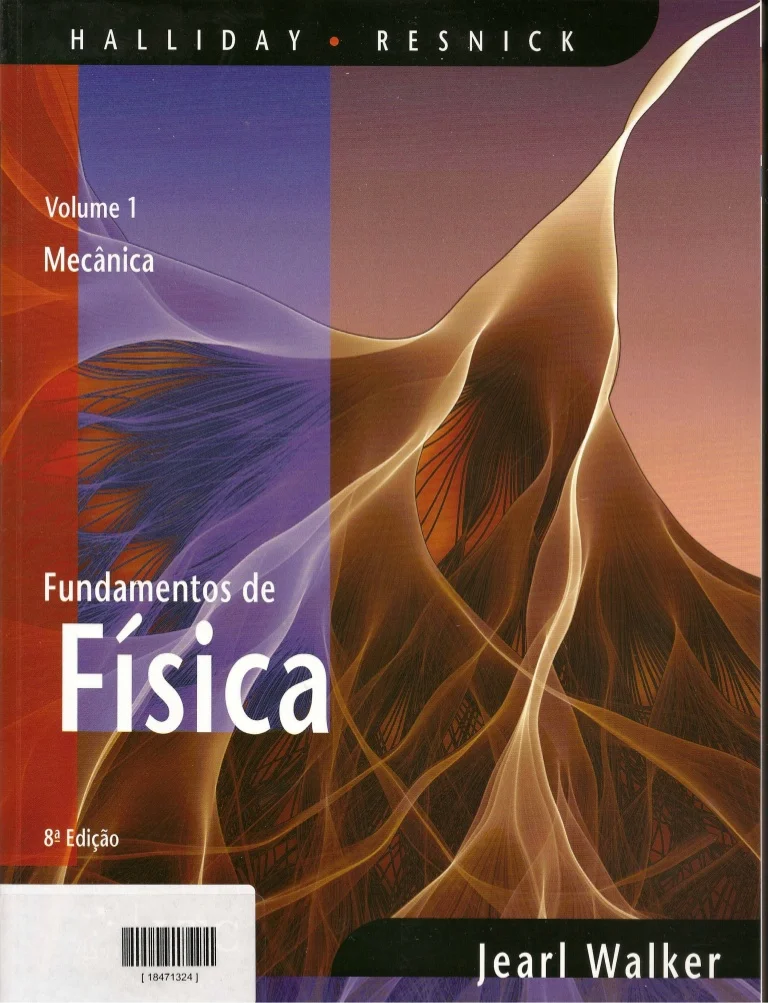 HALLIDAY • RESNICK
Volume 1
Mecânica
Fundamentos de
Física
8ª Edição
[ 18471324 ]
Jearl Walker